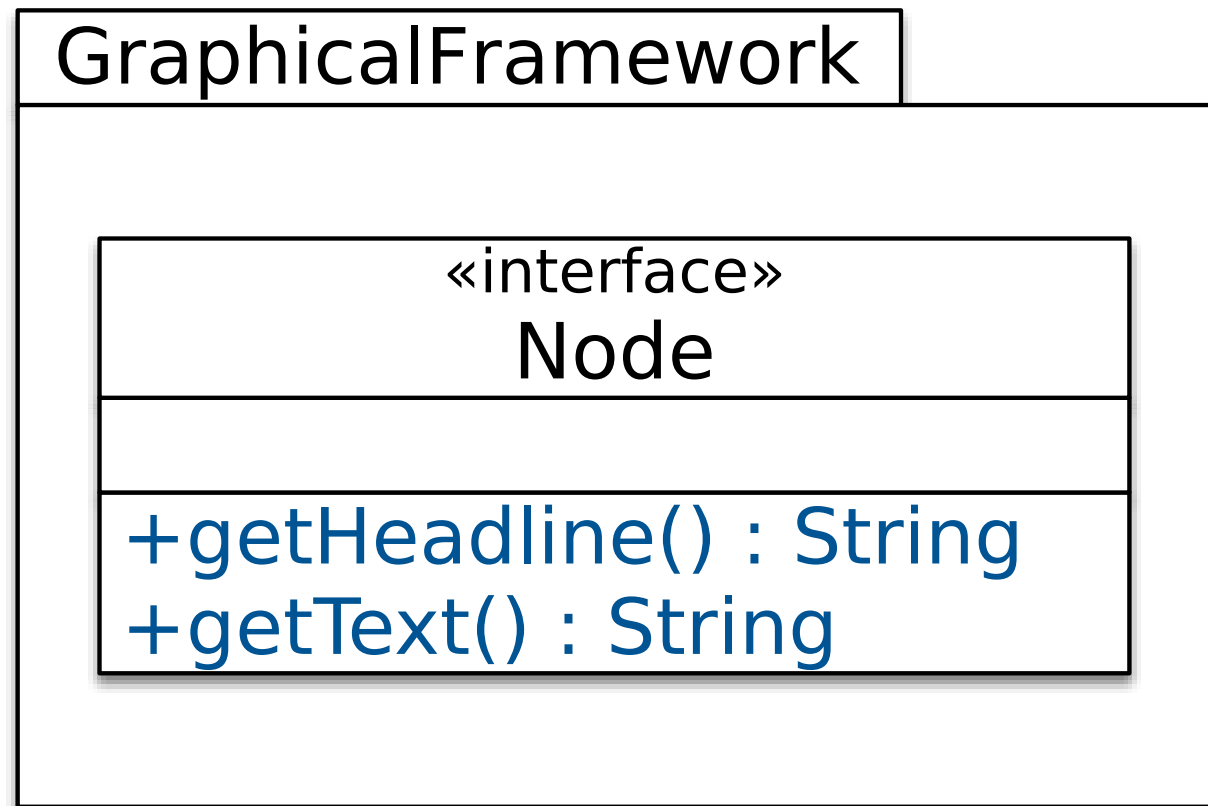 GraphicalFramework
«interface»
Node
+getHeadline() : String
+getText() : String